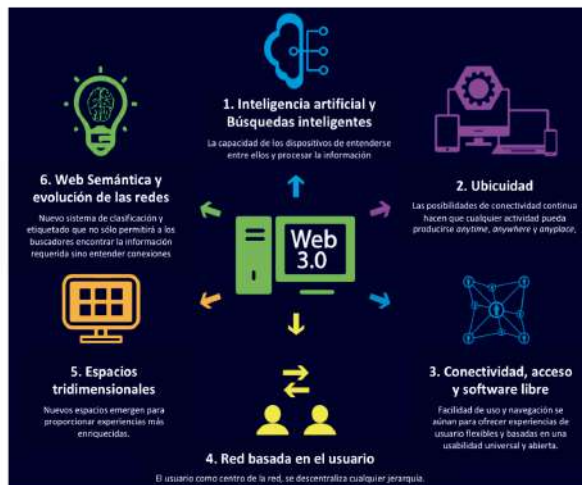 1. Inteligencia artificial y
Búsquedas inteligentes
La capacidad de los dispositivos de entenderse
entre ellos y procesar la información
6. Web Semántica y
evolución de las redes
Nuevo sistema de clasificación y
etiquetado que no sólo permitirá a los
buscadores encontrar la información
requerida sino entender conexiones
2. Ubicuidad
Las posibilidades de conectividad continua
hacen que cualquier actividad pueda
producirse anytime, anywhere y anyplace,
Web
3.0
5. Espacios
tridimensionales
Nuevos espacios emergen para
proporcionar experiencias más
enriquecidas.
3. Conectividad, acceso
y software libre
Facilidad de uso y navegación se
aúnan para ofrecer experiencias de
usuario flexibles y basadas en una
usabilidad universal y abierta.
4. Red basada en el usuario
El usuario como centro de la red, se descentraliza cualquier jerarquía.